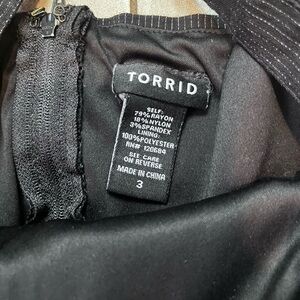 TORRID
SELF:
79%RAYON
18%NYLON
3%SPANDEX
LINING:
100%POLYESTER
RN# 120684
SEE CARE
ON REVERSE
MADE IN CHINA
3